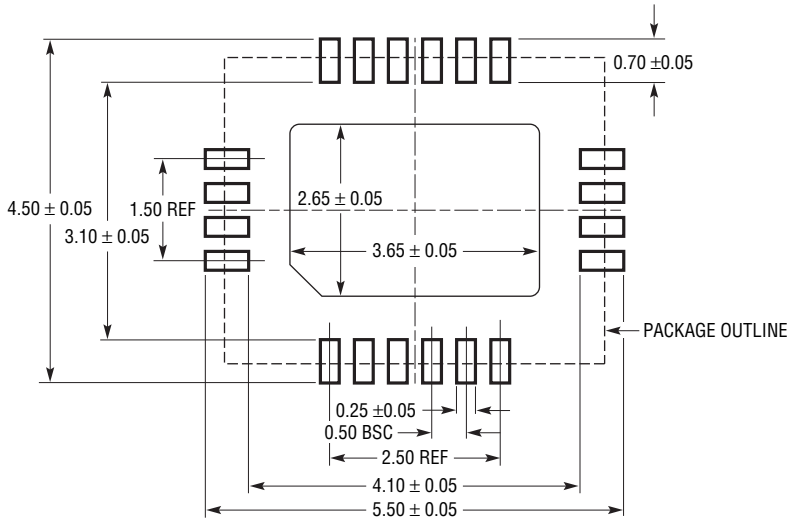 0.70 ±0.05
4.50 ± 0.05
1.50 REF
2.65 ± 0.05
3.10 ± 0.05
3.65 ± 0.05
PACKAGE OUTLINE
0.25 ±0.05
0.50 BSC
2.50 REF
4.10 ± 0.05
5.50 ± 0.05